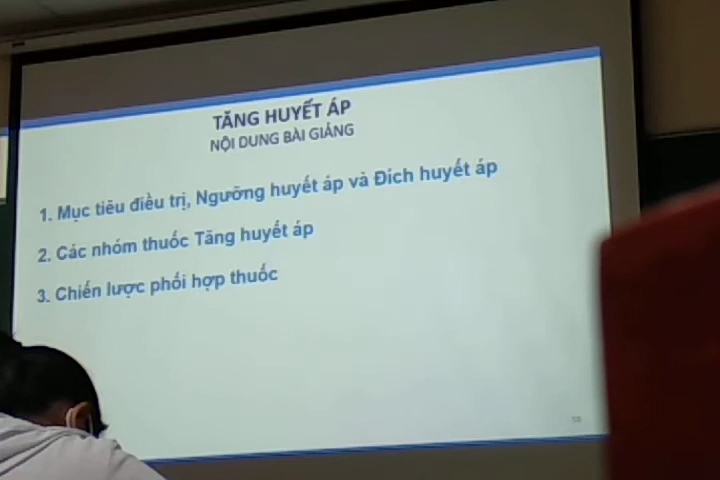 TĂNG HUYẾT ÁP
NỘI DUNG BÀI GIẢNG
1. Mục tiêu điều trị, Ngưỡng huyết áp và Đích huyết áp
2. Các nhóm thuốc Tăng huyết áp
3. Chiến lược phối hợp thuốc